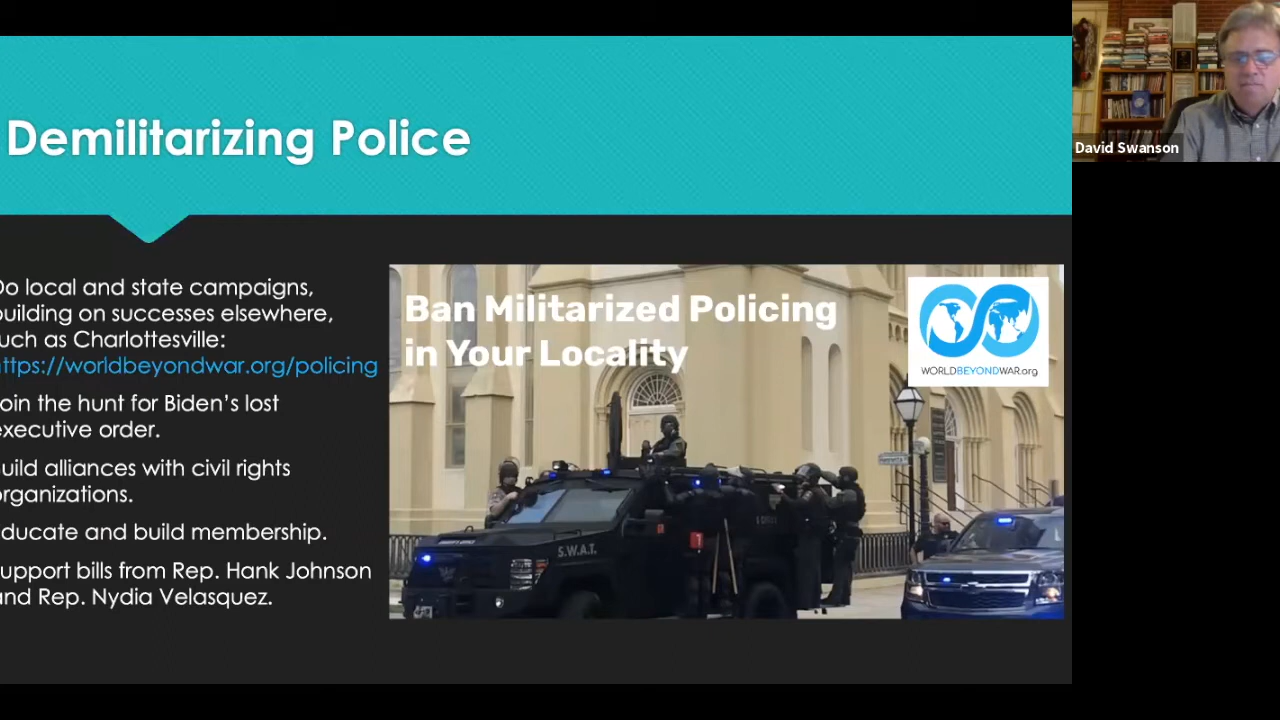 Demilitarizing Police
Do local and state campaigns,
building on successes elsewhere,
uch as Charlottesville:
ttps://worldbeyondwar.org/policing
oin the hunt for Biden's lost
executive order.
uild alliances with civil rights
organizations.
ducate and build membership.
upport bills from Rep. Hank Johnson
and Rep. Nydia Velasquez.
Ban Militarized Policing
in Your Locality
WORLDBEYONDWAR.org
S.W.A.T.
David Swanson